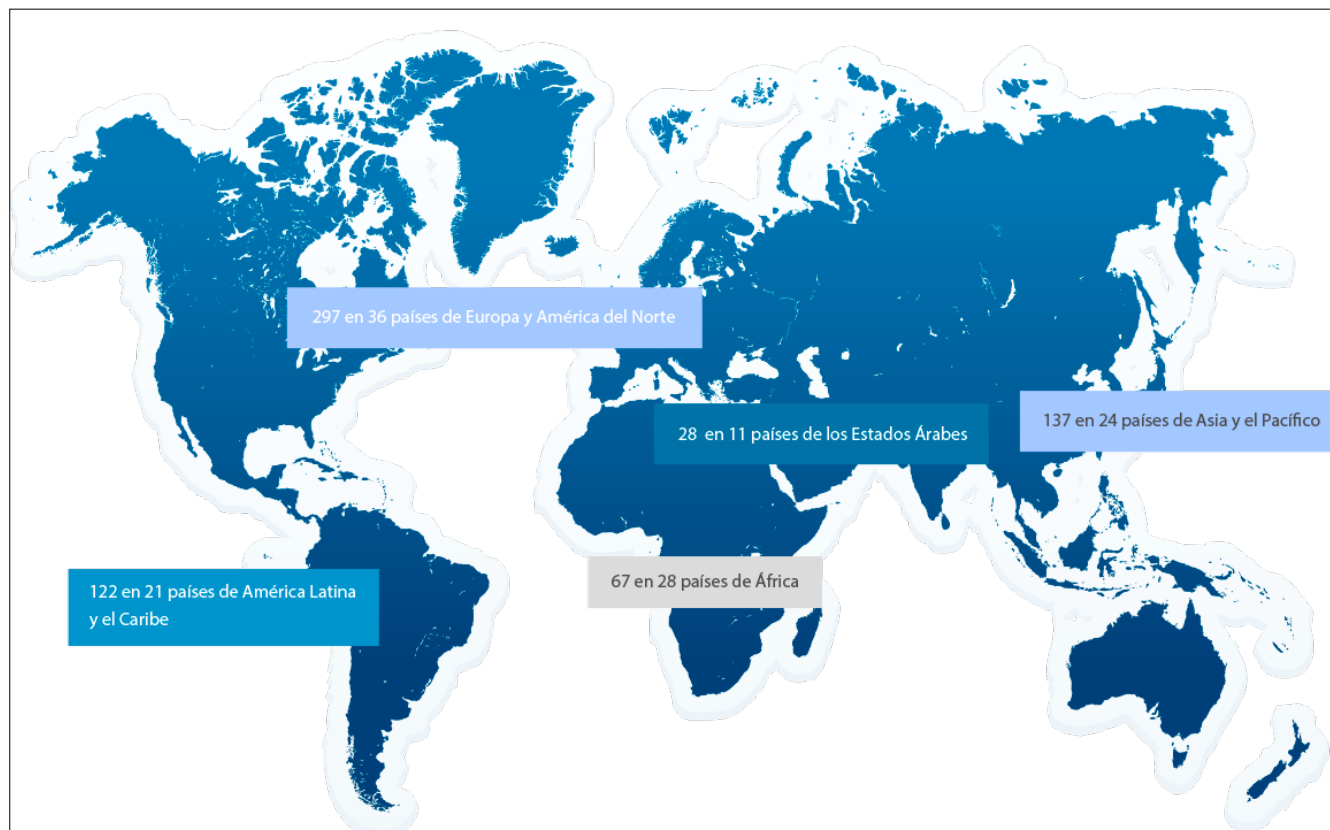 297 en 36 países de Europa y América del Norte
28 en 11 países de los Estados Árabes
137 en 24 países de Asia y el Pacífico
67 en 28 países de África
122 en 21 países de América Latina
y el Caribe